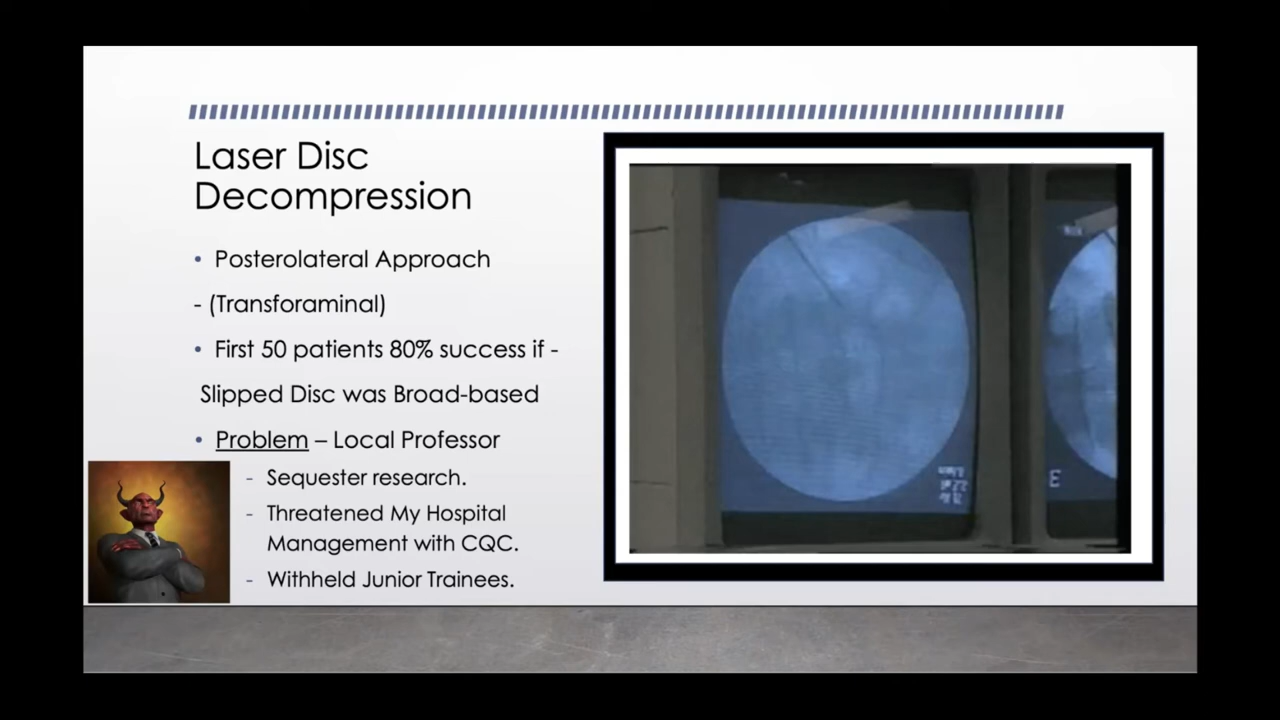 Laser Disc
Decompression
• Posterolateral Approach
- (Transforaminal)
• First 50 patients 80% success if -
Slipped Disc was Broad-based
• Problem – Local Professor
- Sequester research.
- Threatened My Hospital
Management with CQC.
- Withheld Junior Trainees.
E